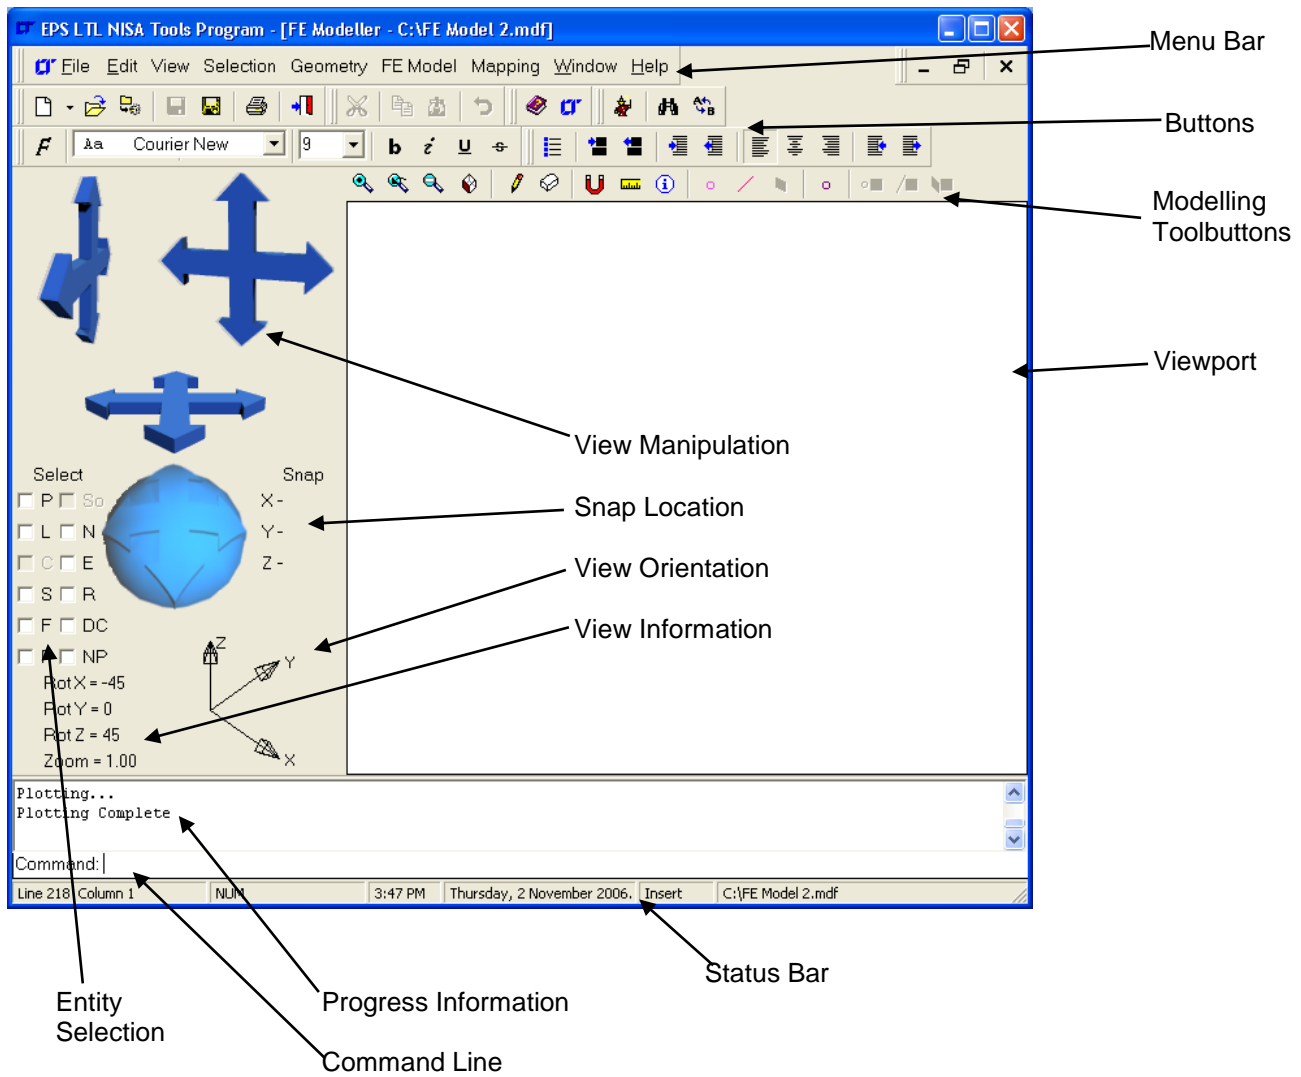 EPS LTL NISA Tools Program - [FE Modeller - C:\FE Model 2.mdf]
File Edit View Selection Geometry FE Model Mapping Window Help
Menu Bar
Buttons
Aa Courier New 9 b i u s
Modelling
Toolbuttons
Viewport
View Manipulation
Select Snap
P So X -
Snap Location
L N Y -
C E Z -
View Orientation
S R
F DC
View Information
NP
Z
Y
X
Rot X = -45
Rot Y = 0
Rot Z = 45
Zoom = 1.00
Plotting...
Plotting Complete
Command:
Line 218 Column 1 NUM 3:47 PM Thursday, 2 November 2006. Insert C:\FE Model 2.mdf
Status Bar
Entity
Selection
Progress Information
Command Line